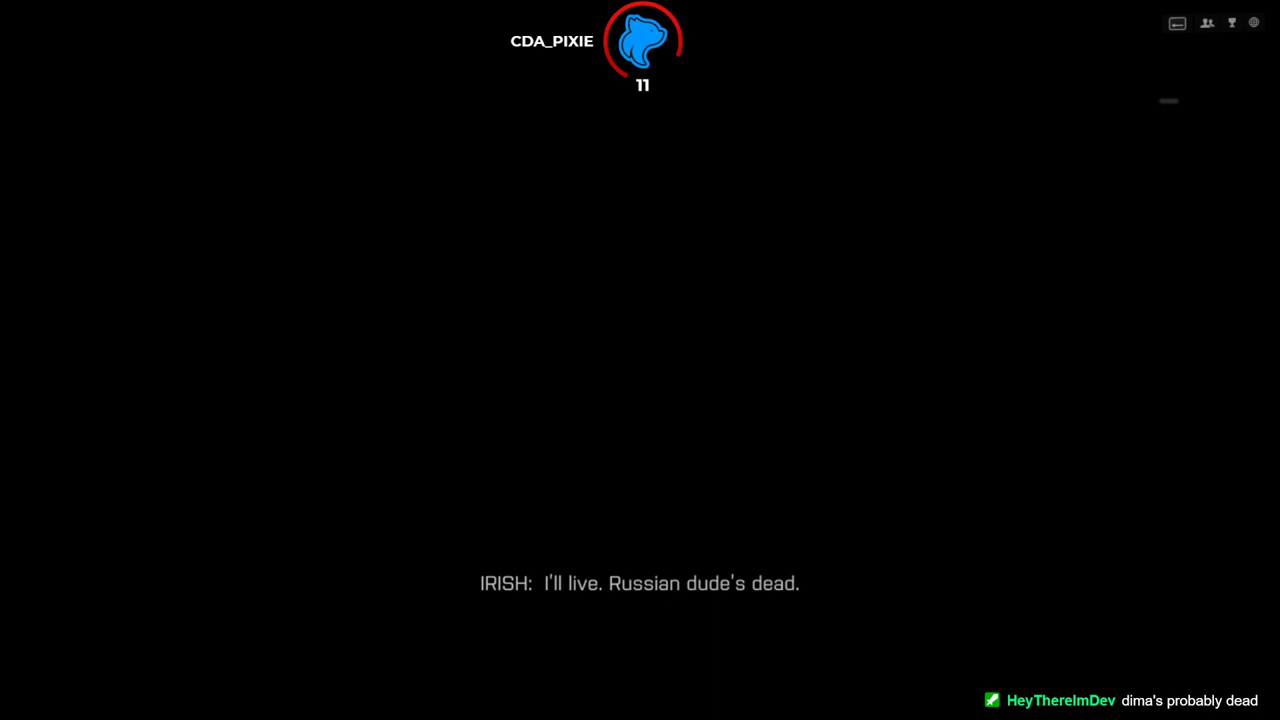 CDA_PIXIE
11
IRISH: I'll live. Russian dude's dead.
HeyThereImDev dima's probably dead